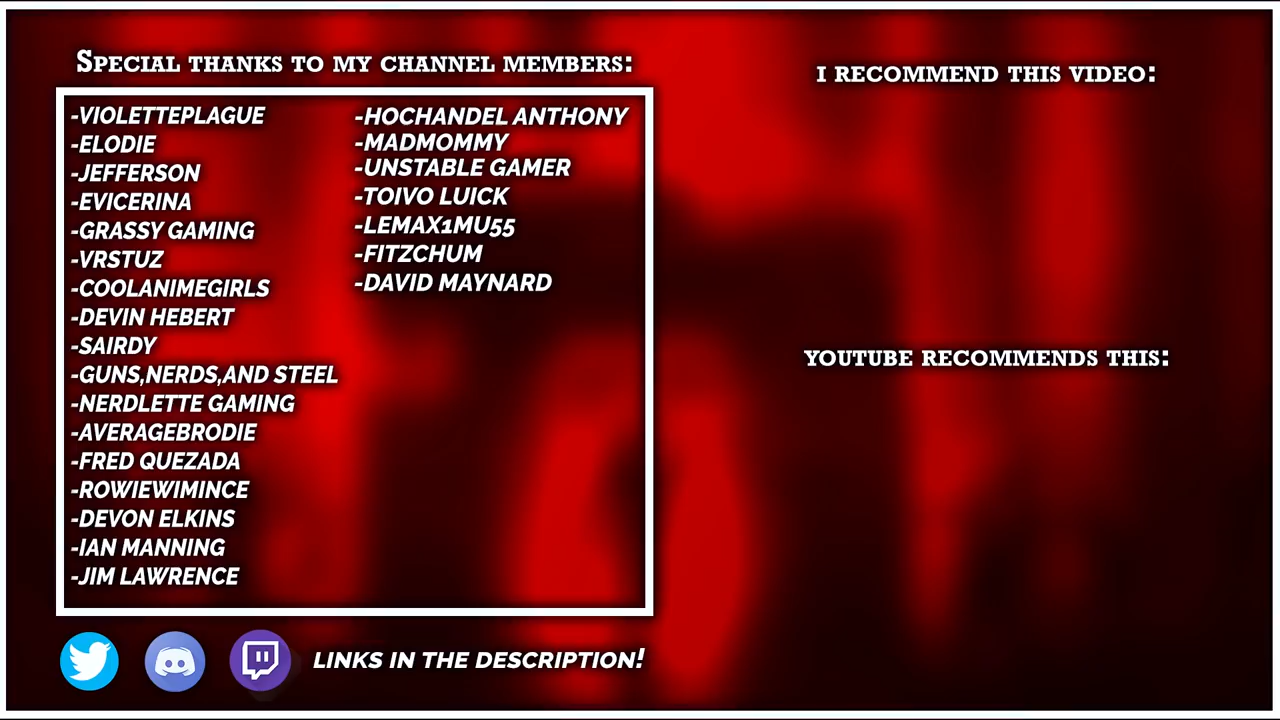 SPECIAL THANKS TO MY CHANNEL MEMBERS:
-VIOLETTEPLAGUE
-ELODIE
-JEFFERSON
-EVICERINA
-GRASSY GAMING
-VRSTUZ
-COOLANIMEGIRLS
-DEVIN HEBERT
-SAIRDY
-GUNS,NERDS,AND STEEL
-NERDLETTE GAMING
-AVERAGEBRODIE
-FRED QUEZADA
-ROWIEWIMINCE
-DEVON ELKINS
-IAN MANNING
-JIM LAWRENCE
-HOCHANDEL ANTHONY
-MADMOMMY
-UNSTABLE GAMER
-TOIVO LUICK
-LEMAX1MU55
-FITZCHUM
-DAVID MAYNARD
LINKS IN THE DESCRIPTION!
I RECOMMEND THIS VIDEO:
YOUTUBE RECOMMENDS THIS: